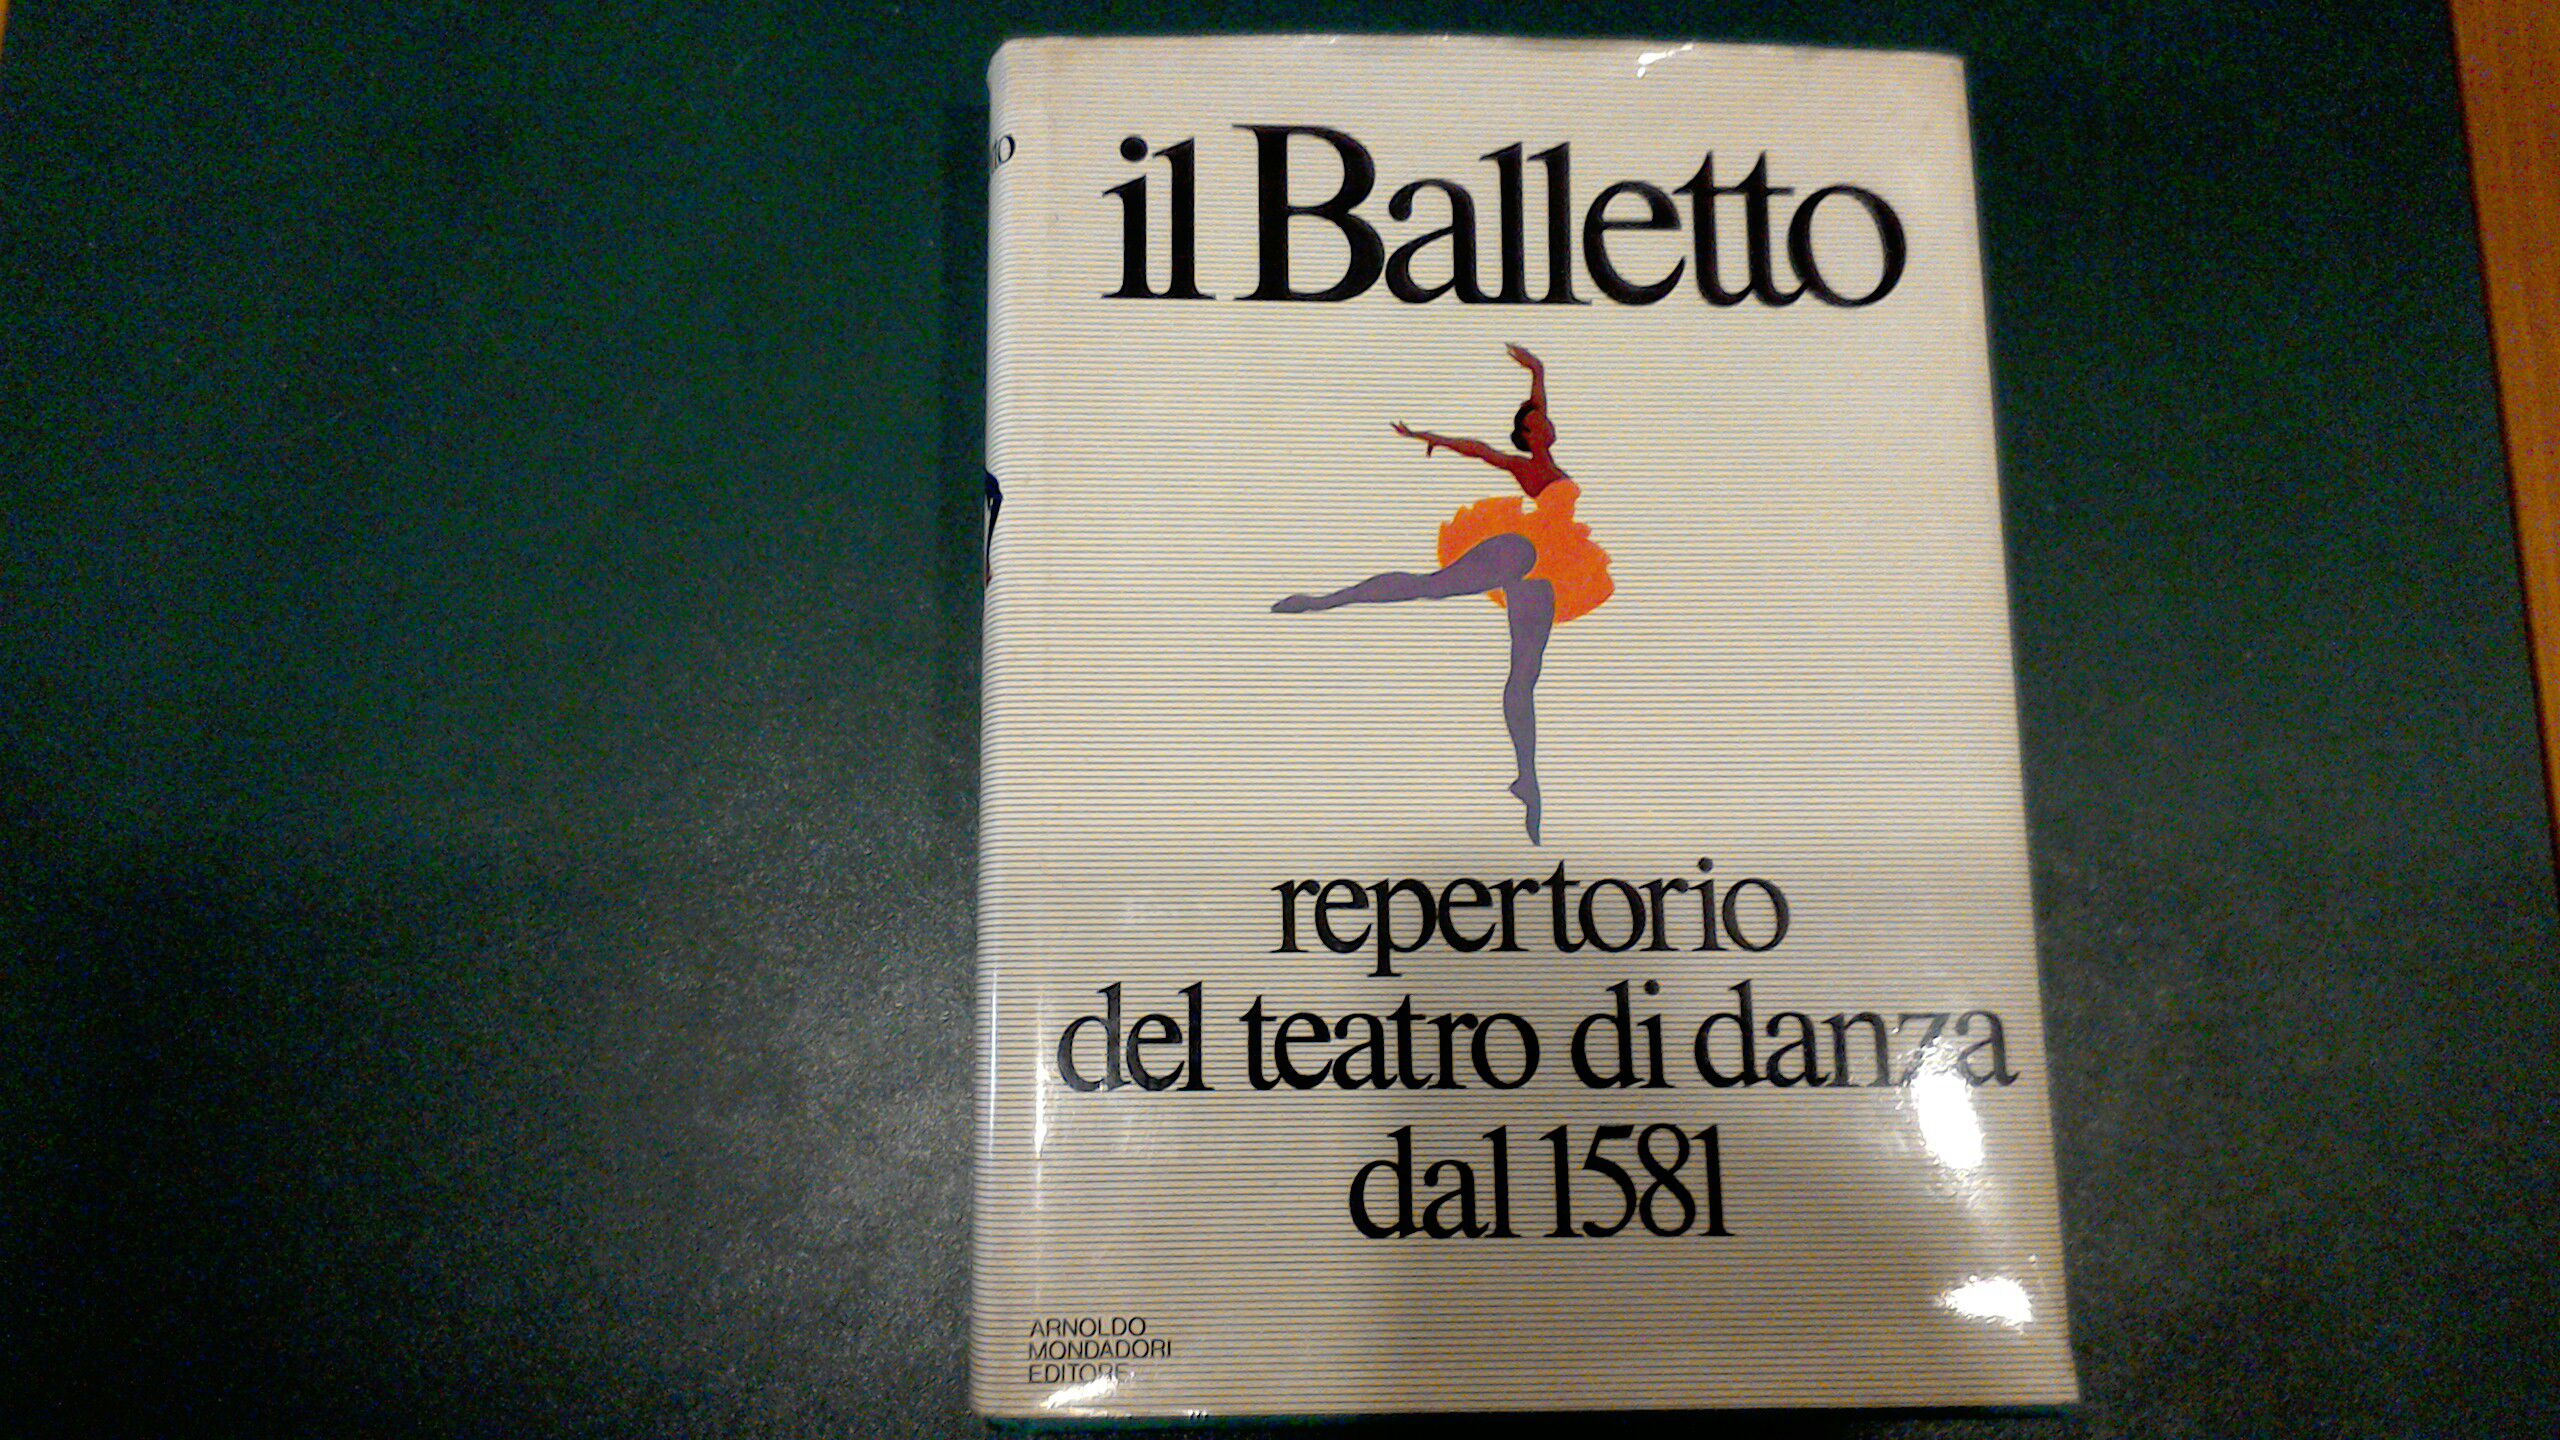 il Balletto
repertorio
del teatro di danza
dal 1581
ARNOLDO
MONDADORI
EDITORE